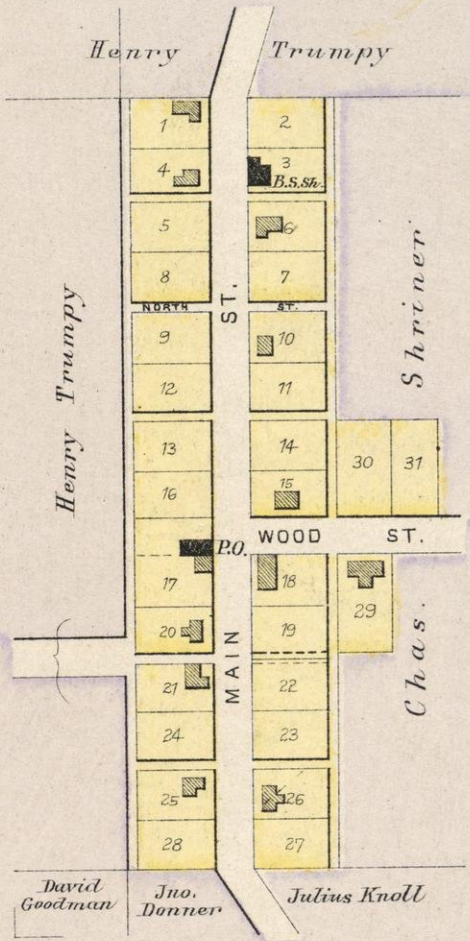 Henry Trumpy
1
2
4
3
B.S.Sh.
5
6
8
7
NORTH ST.
ST.
9
10
12
11
Henry Trumpy
Shriner
13
14
30
31
16
15
P.O.
WOOD ST.
17
18
29
20
19
MAIN
Chas.
21
22
24
23
25
26
28
27
David
Goodman
Jno.
Donner
Julius Knoll